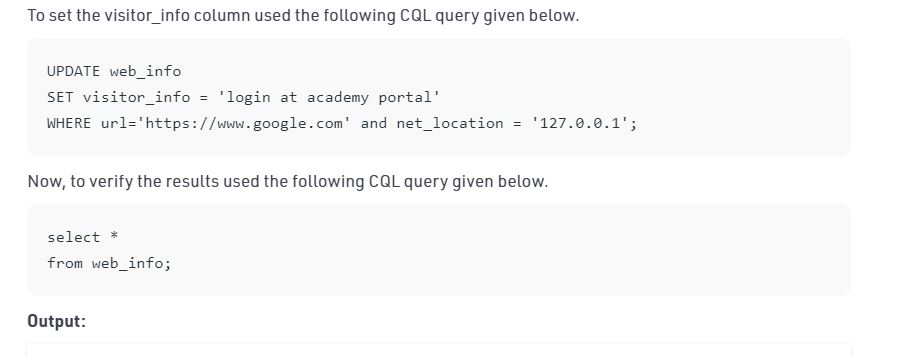 To set the visitor_info column used the following CQL query given below.
UPDATE web_info
SET visitor_info = 'login at academy portal'
WHERE url='https://www.google.com' and net_location = '127.0.0.1';
Now, to verify the results used the following CQL query given below.
select *
from web_info;
Output: